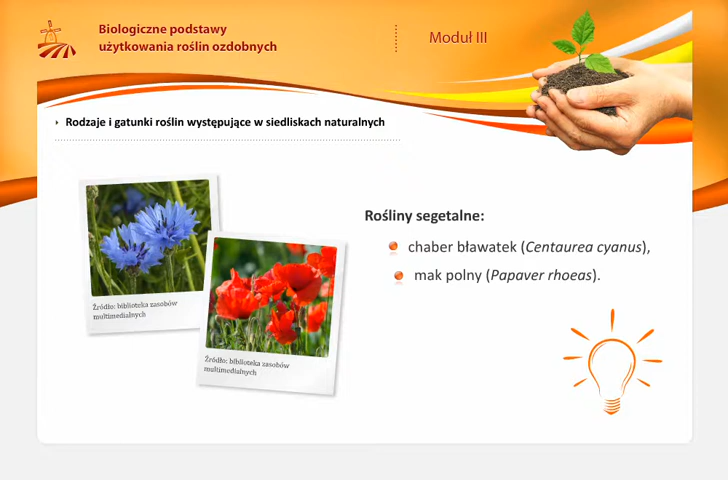 Biologiczne podstawy
użytkowania roślin ozdobnych
Moduł III
Rodzaje i gatunki roślin występujące w siedliskach naturalnych
Rośliny segetalne:
chaber bławatek (Centaurea cyanus),
mak polny (Papaver rhoeas).
Źródło: biblioteka zasobów
multimedialnych
Źródło: biblioteka zasobów
multimedialnych